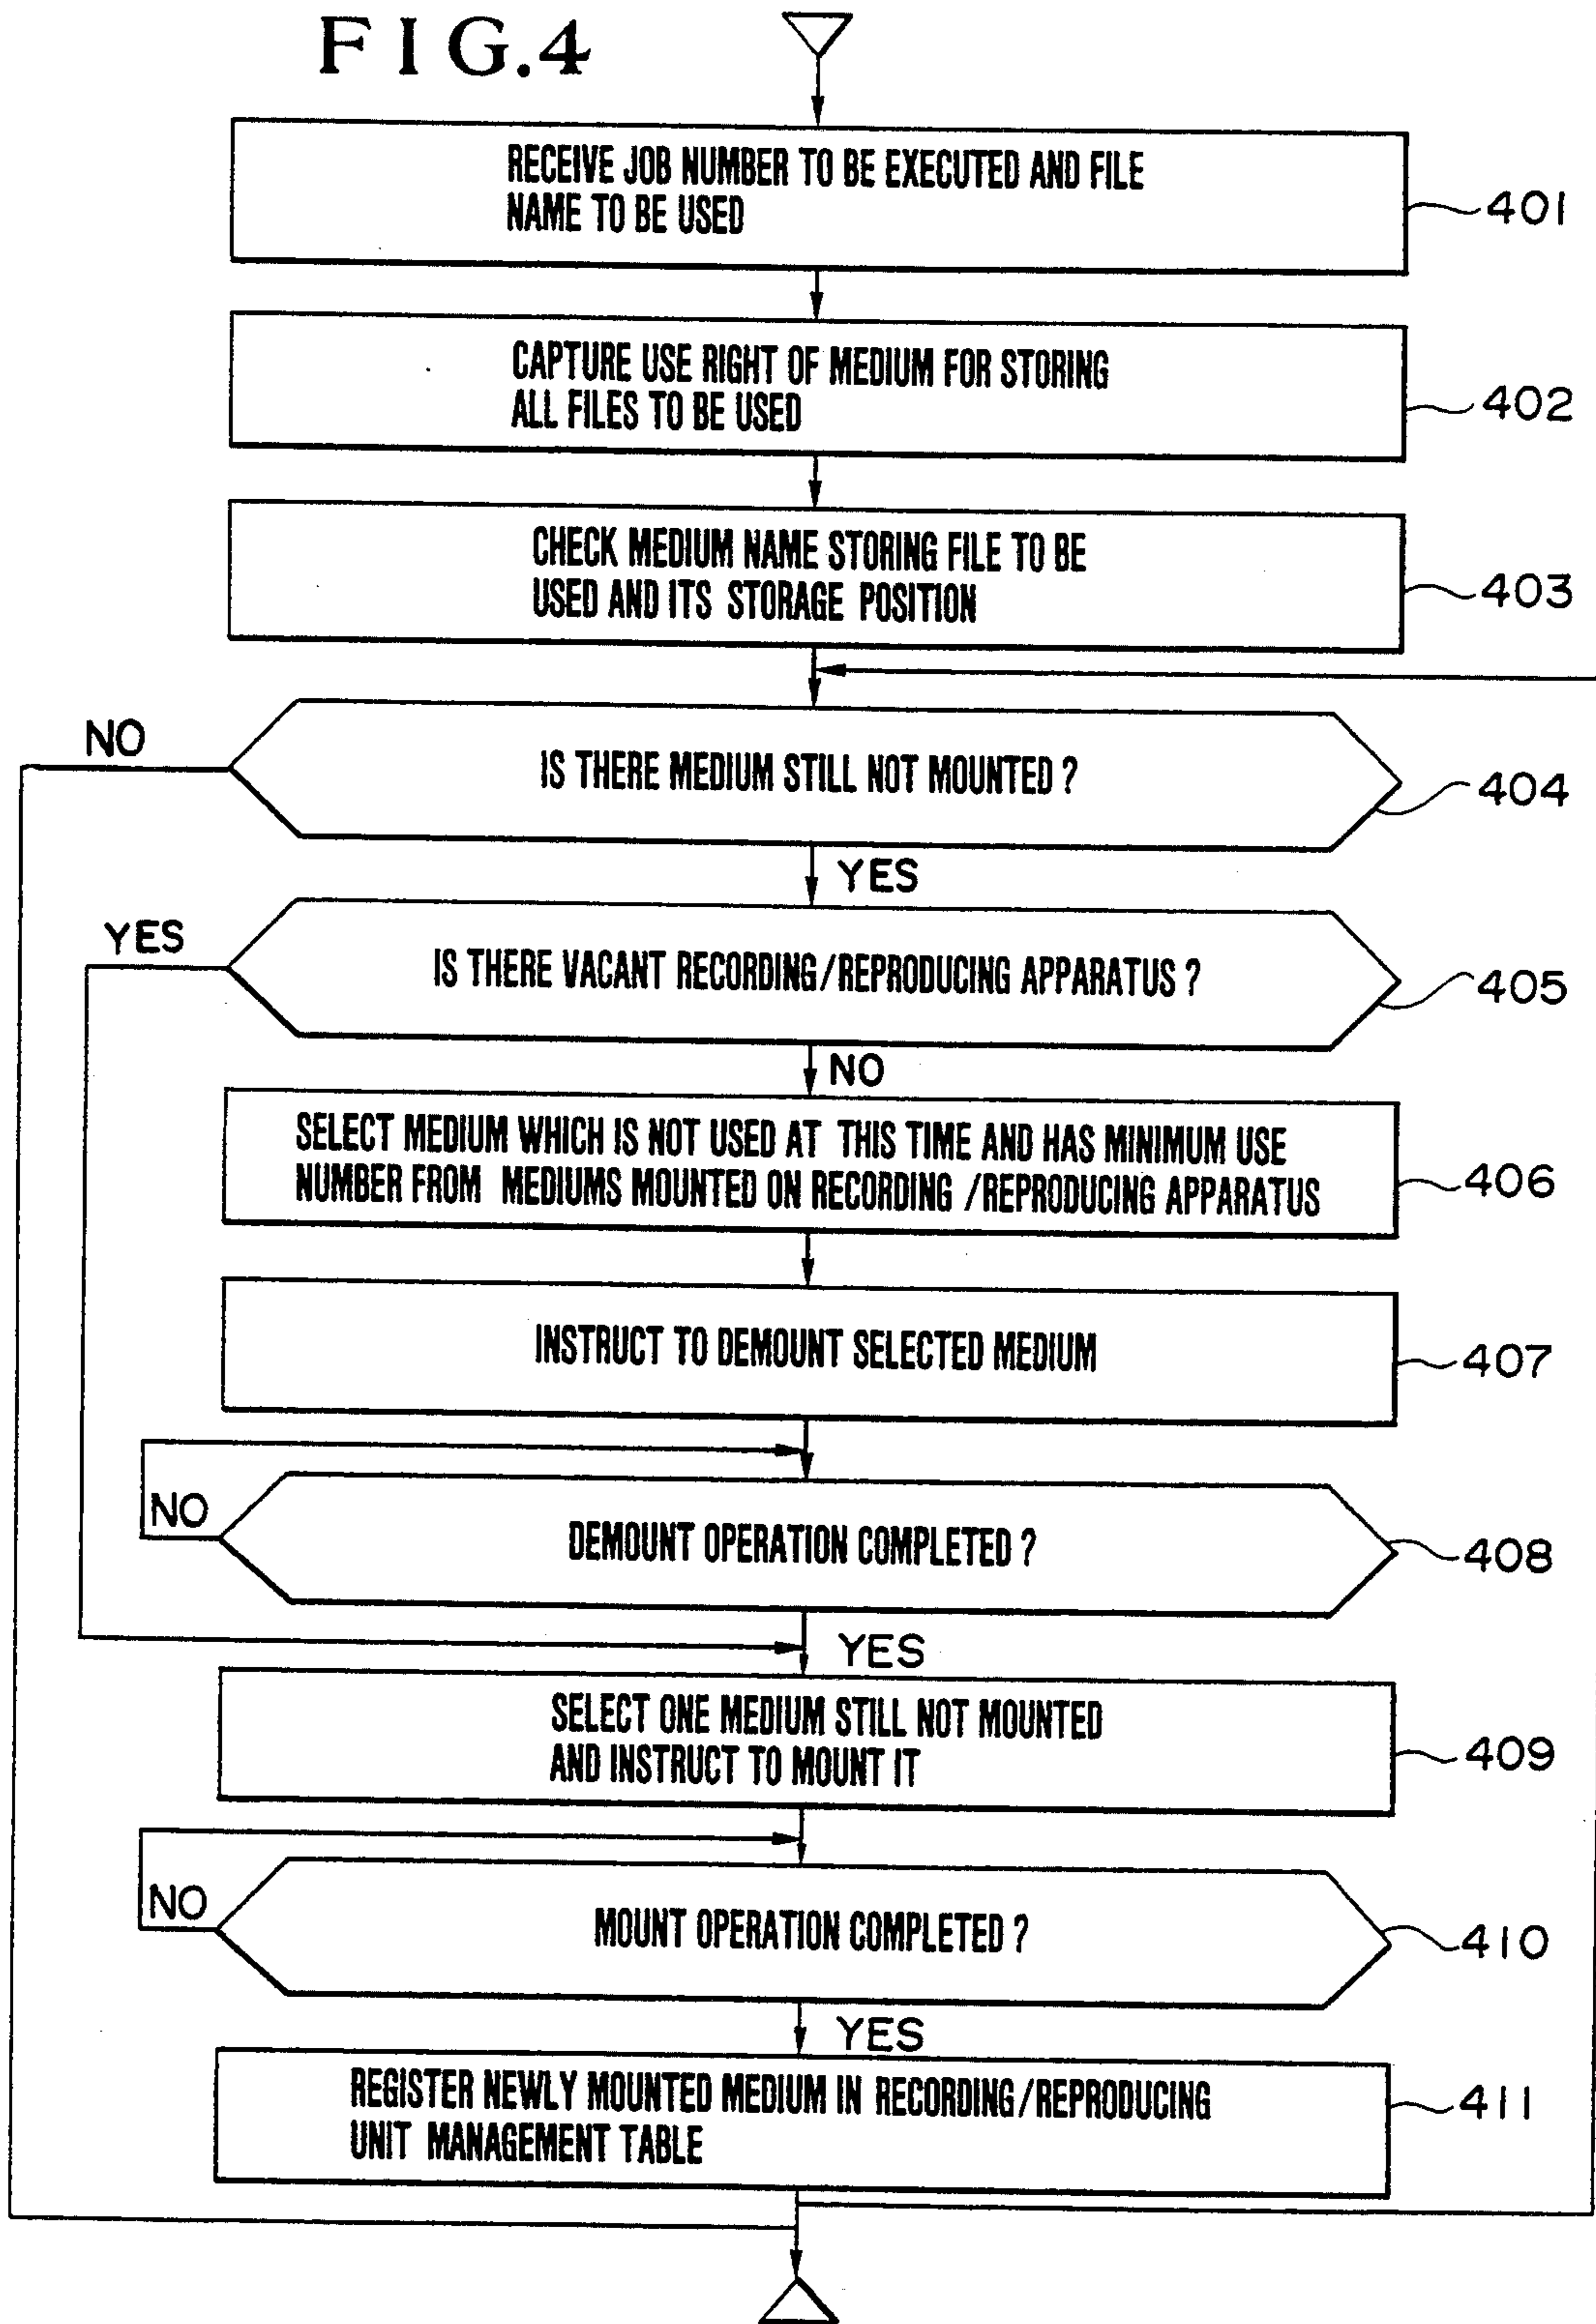 FIG.4
RECEIVE JOB NUMBER TO BE EXECUTED AND FILE
NAME TO BE USED
401
CAPTURE USE RIGHT OF MEDIUM FOR STORING
ALL FILES TO BE USED
402
CHECK MEDIUM NAME STORING FILE TO BE
USED AND ITS STORAGE POSITION
403
NO
IS THERE MEDIUM STILL NOT MOUNTED ?
404
YES
YES
IS THERE VACANT RECORDING/REPRODUCING APPARATUS ?
405
NO
SELECT MEDIUM WHICH IS NOT USED AT THIS TIME AND HAS MINIMUM USE
NUMBER FROM MEDIUMS MOUNTED ON RECORDING /REPRODUCING APPARATUS
406
INSTRUCT TO DEMOUNT SELECTED MEDIUM
407
NO
DEMOUNT OPERATION COMPLETED ?
408
YES
SELECT ONE MEDIUM STILL NOT MOUNTED
AND INSTRUCT TO MOUNT IT
409
NO
MOUNT OPERATION COMPLETED ?
410
YES
REGISTER NEWLY MOUNTED MEDIUM IN RECORDING/REPRODUCING
UNIT MANAGEMENT TABLE
411